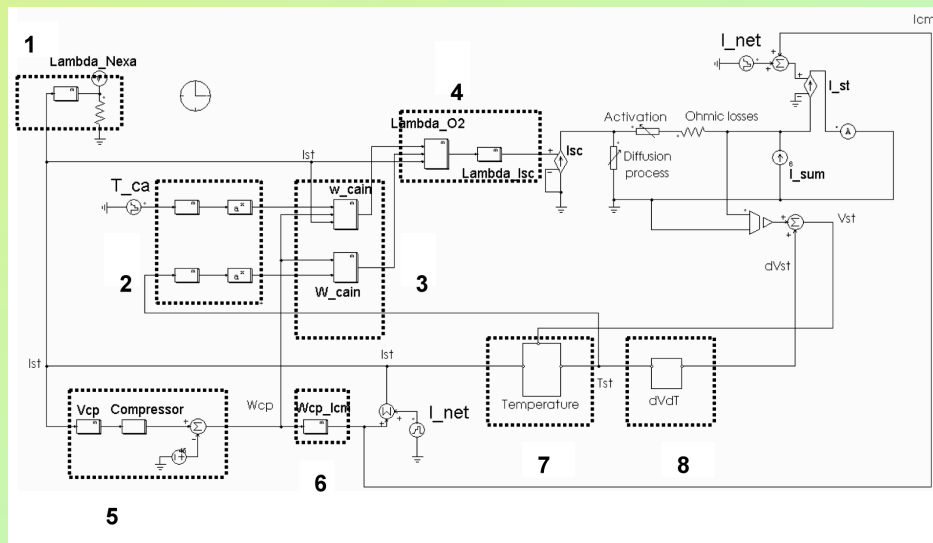 Icm
1
Lambda_Nexa
I_net
4
I_st
Lambda_O2
Activation
Ohmic losses
Ist
Isc
Lambda_Isc
Diffusion
process
I_sum
T_ca
w_cain
2
3
W_cain
Vst
dVst
Ist
Ist
Tst
Temperature
dVdT
Vcp
Compressor
Wcp
Wcp_Icm
I_net
7
8
6
5